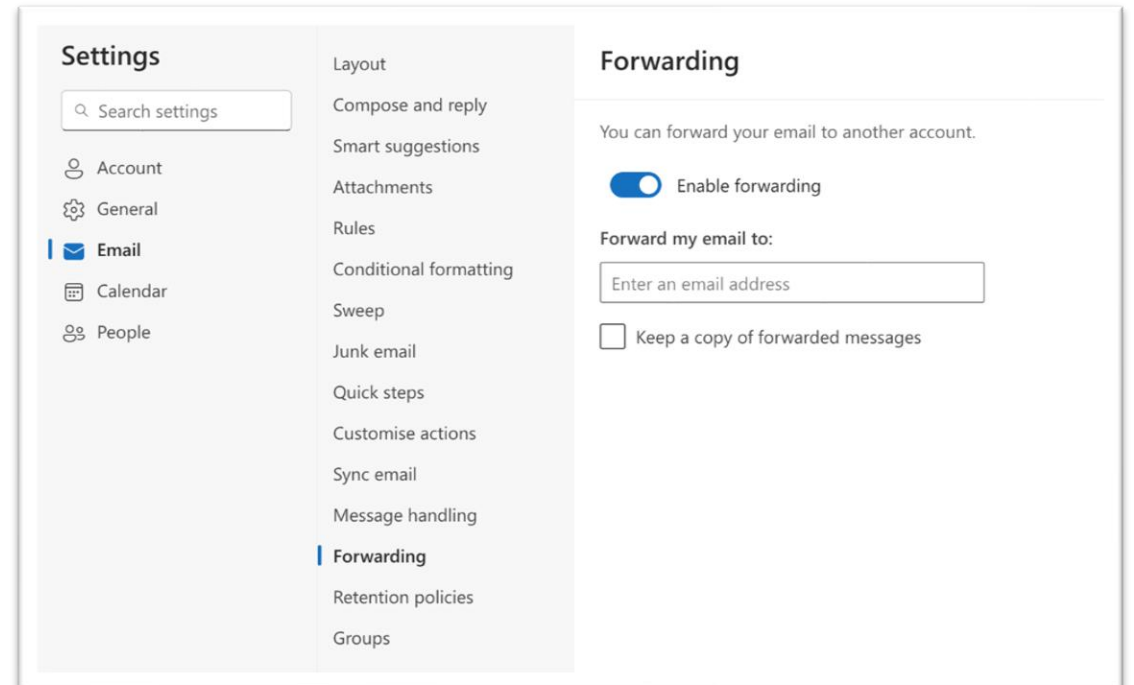 Settings
Search settings
Account
General
Email
Calendar
People
Layout
Compose and reply
Smart suggestions
Attachments
Rules
Conditional formatting
Sweep
Junk email
Quick steps
Customise actions
Sync email
Message handling
Forwarding
Retention policies
Groups
Forwarding
You can forward your email to another account.
Enable forwarding
Forward my email to:
Enter an email address
Keep a copy of forwarded messages